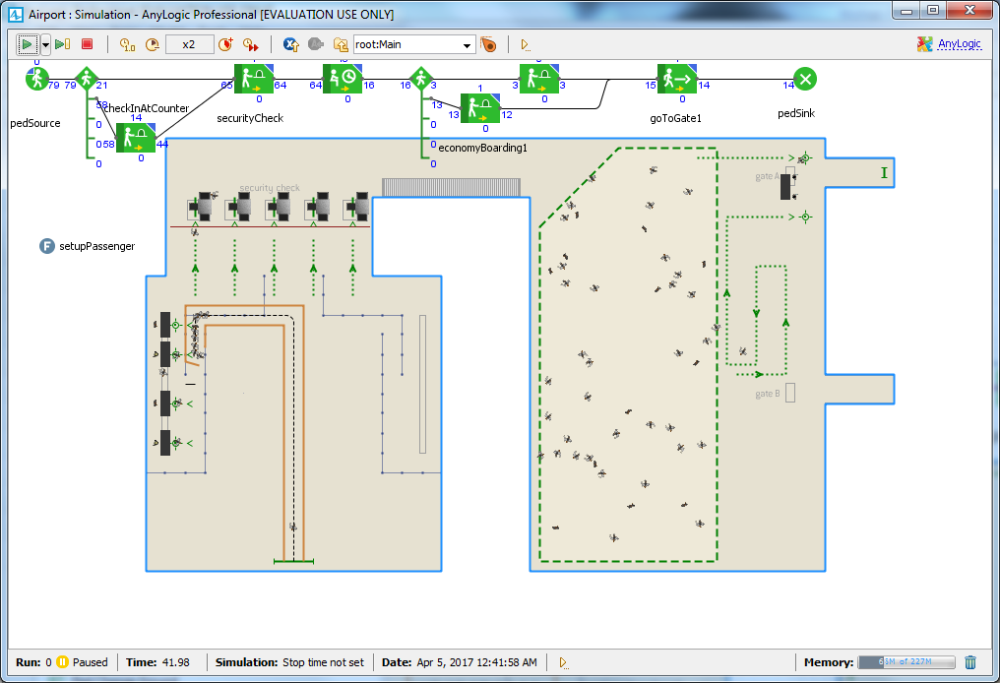 Airport : Simulation - AnyLogic Professional [EVALUATION USE ONLY]
1.0 x2 root:Main AnyLogic
0
79 79 21 65 64 64 16 16 3 3 3 15 14 14
0 0 0
58 checkInAtCounter 1 13
14 13 12
pedSource securityCheck goToGate1 pedSink
0 58 44 0 0
0 0 economyBoarding1
0
security check
gate A
I
F setupPassenger
gate B
Run: 0 Paused Time: 41.98 Simulation: Stop time not set Date: Apr 5, 2017 12:41:58 AM Memory: of 227M